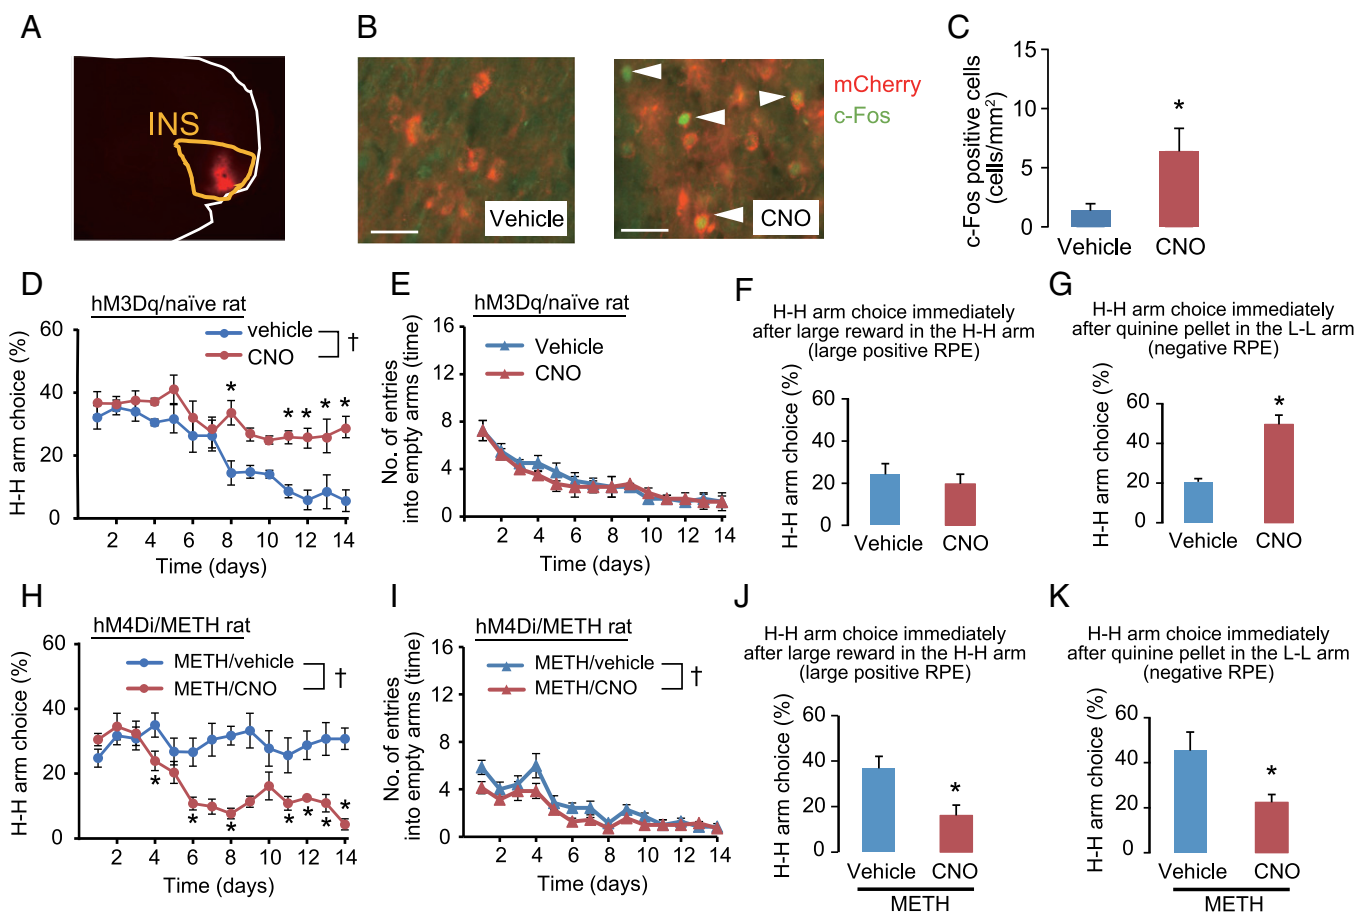 A
INS
B
Vehicle
CNO
mCherry
c-Fos
C
c-Fos positive cells
(cells/mm²)
15
10
5
0
*
Vehicle
CNO
D
hM3Dq/naïve rat
vehicle
CNO
†
H-H arm choice (%)
60
40
20
0
*
* * * *
2 4 6 8 10 12 14
Time (days)
E
hM3Dq/naïve rat
Vehicle
CNO
No. of entries
into empty arms (time)
16
12
8
4
0
2 4 6 8 10 12 14
Time (days)
F
H-H arm choice immediately
after large reward in the H-H arm
(large positive RPE)
H-H arm choice (%)
60
40
20
0
Vehicle
CNO
G
H-H arm choice immediately
after quinine pellet in the L-L arm
(negative RPE)
H-H arm choice (%)
60
40
20
0
*
Vehicle
CNO
H
hM4Di/METH rat
METH/vehicle
METH/CNO
†
H-H arm choice (%)
60
40
20
0
* * * * * * *
2 4 6 8 10 12 14
Time (days)
I
hM4Di/METH rat
METH/vehicle
METH/CNO
†
No. of entries
into empty arms (time)
16
12
8
4
0
2 4 6 8 10 12 14
Time (days)
J
H-H arm choice immediately
after large reward in the H-H arm
(large positive RPE)
H-H arm choice (%)
60
40
20
0
*
Vehicle
CNO
METH
K
H-H arm choice immediately
after quinine pellet in the L-L arm
(negative RPE)
H-H arm choice (%)
60
40
20
0
*
Vehicle
CNO
METH